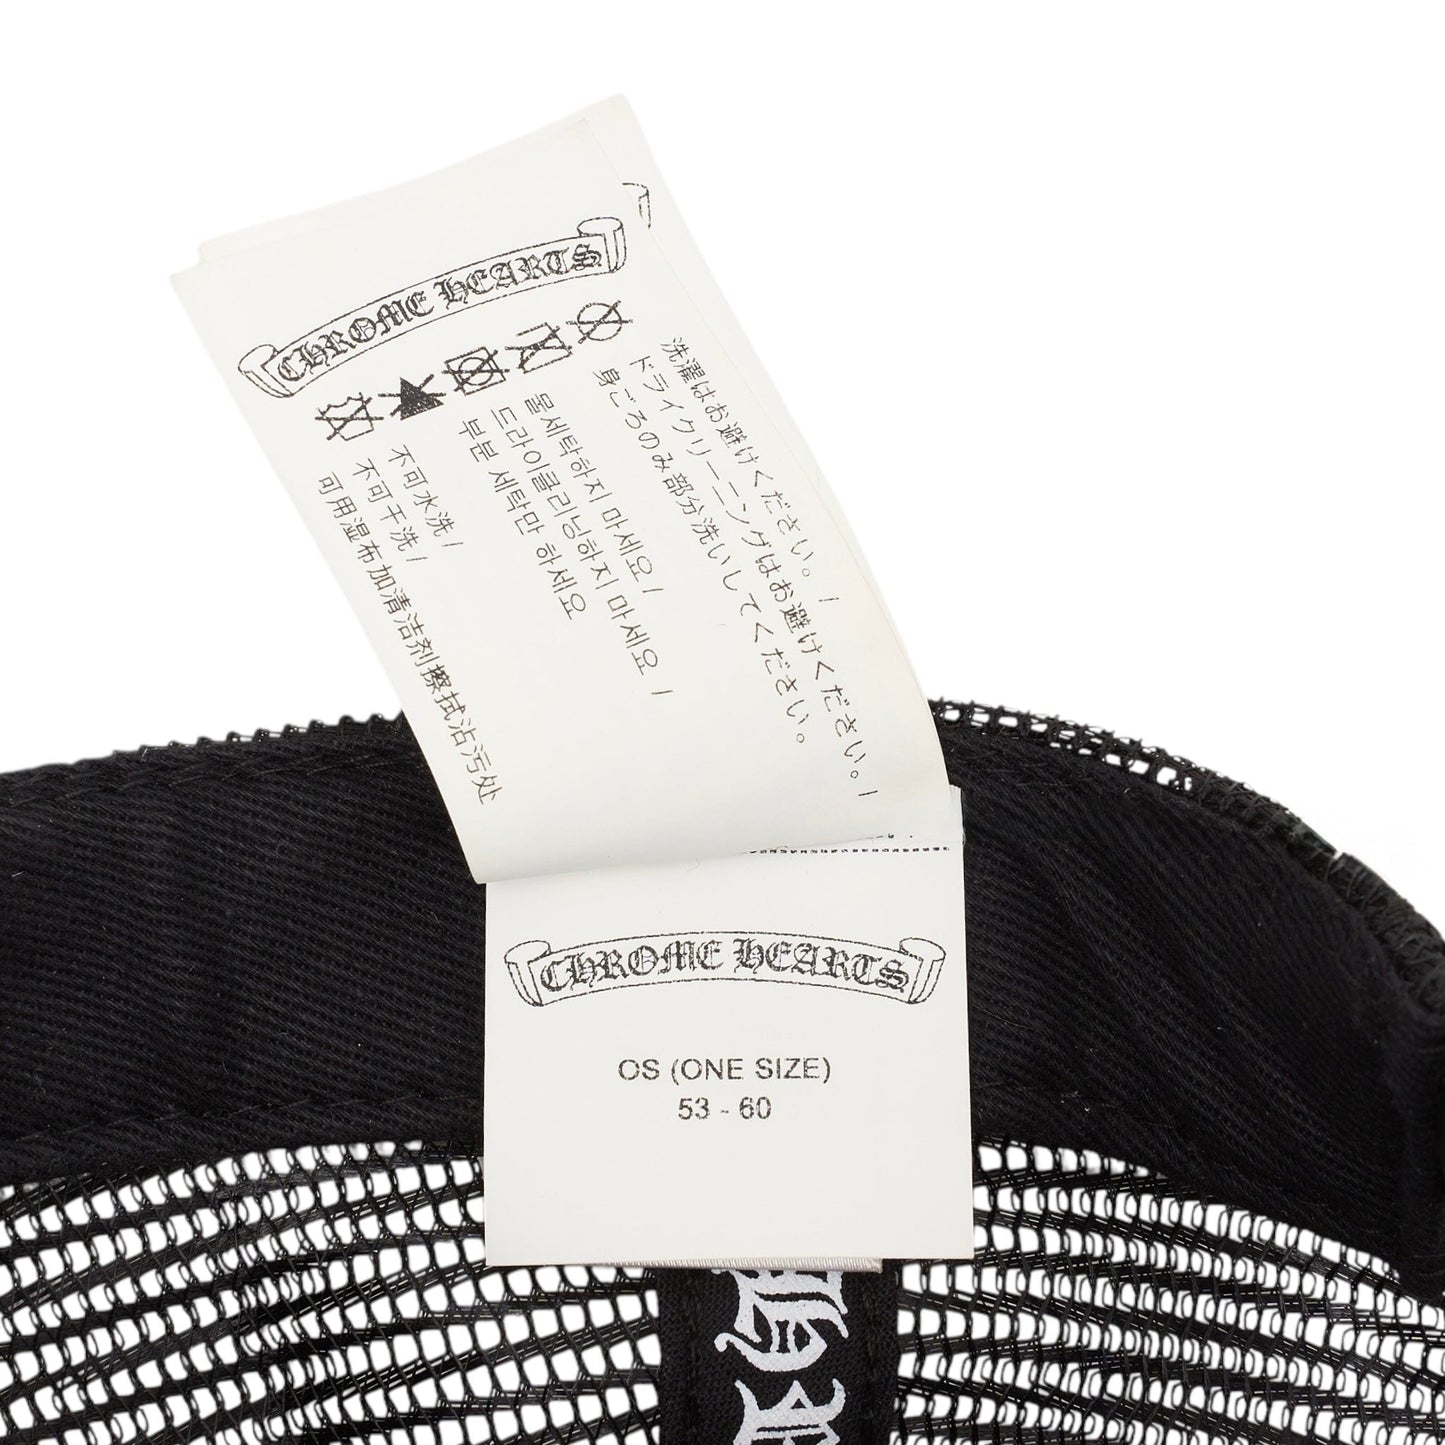 CHROME HEARTS
洗濯はお避けください。/
ドライクリーニングはお避けください。/
身ごろのみ部分洗いしてください。
물세탁하지 마세요 /
드라이클리닝하지 마세요 /
부분 세탁만 하세요
不可水洗 /
不可干洗 /
可用湿布加清洁剂擦拭沾污处
CHROME HEARTS
OS (ONE SIZE)
53 - 60